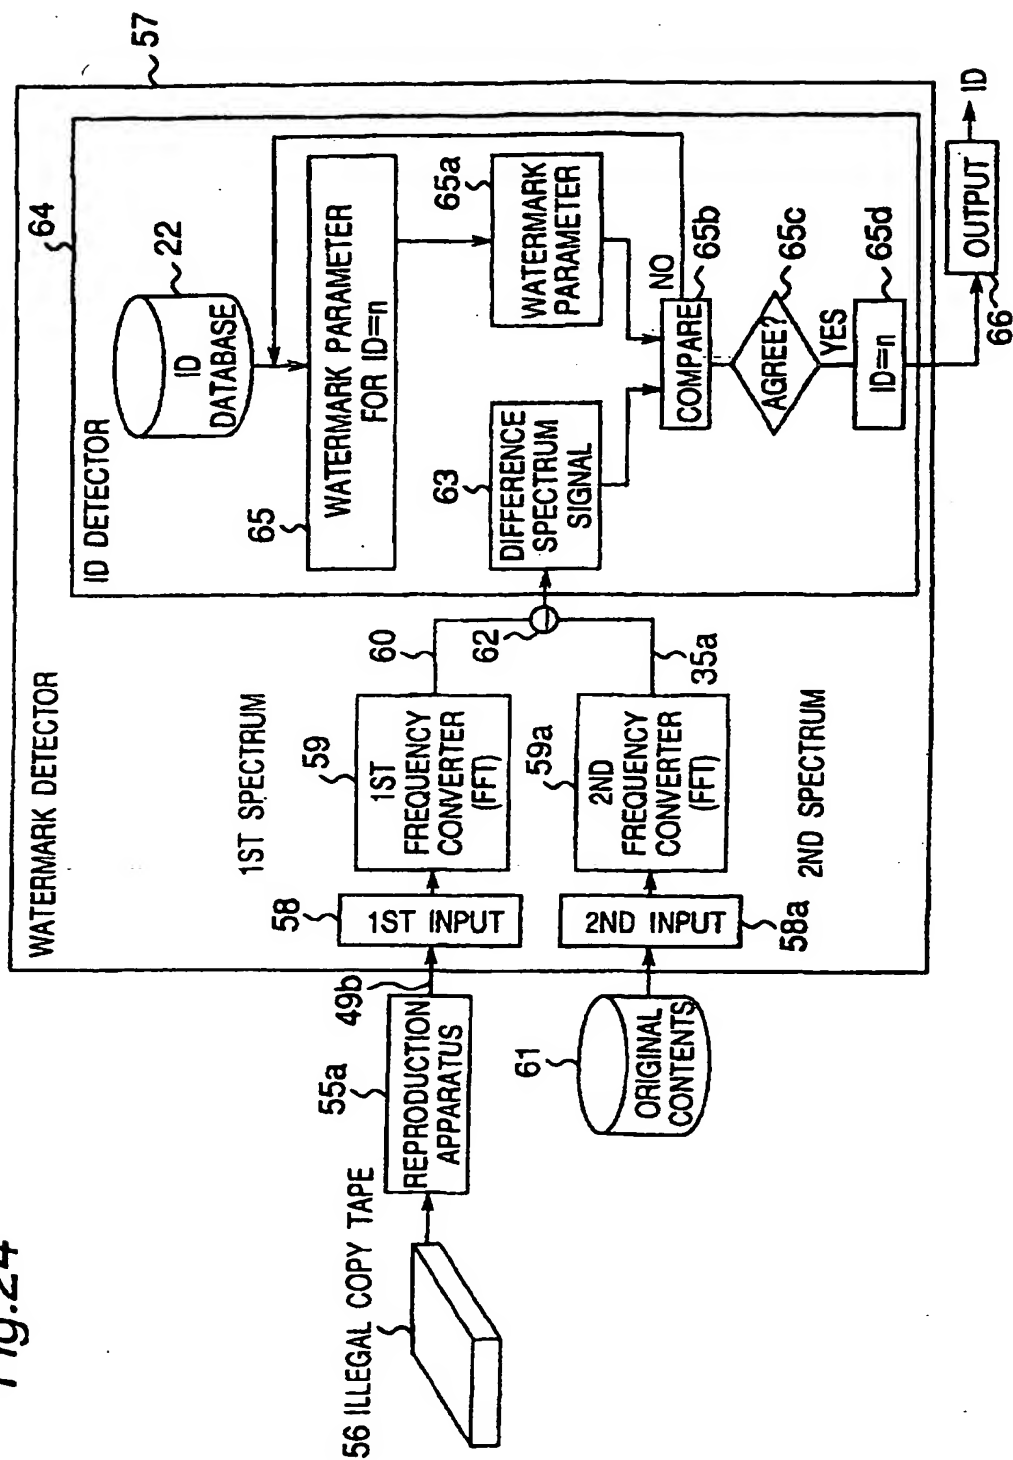 Fig.24
WATERMARK DETECTOR
57
ID DETECTOR
64
22
ID
DATABASE
65
WATERMARK PARAMETER
FOR ID=n
65a
WATERMARK
PARAMETER
63
DIFFERENCE
SPECTRUM
SIGNAL
NO
COMPARE
65b
AGREE?
65c
YES
ID=n
65d
66
OUTPUT
ID
1ST SPECTRUM
60
62
35a
59
1ST
FREQUENCY
CONVERTER
(FFT)
59a
2ND
FREQUENCY
CONVERTER
(FFT)
2ND SPECTRUM
58
1ST INPUT
2ND INPUT
58a
49b
55a
REPRODUCTION
APPARATUS
61
ORIGINAL
CONTENTS
56 ILLEGAL COPY TAPE